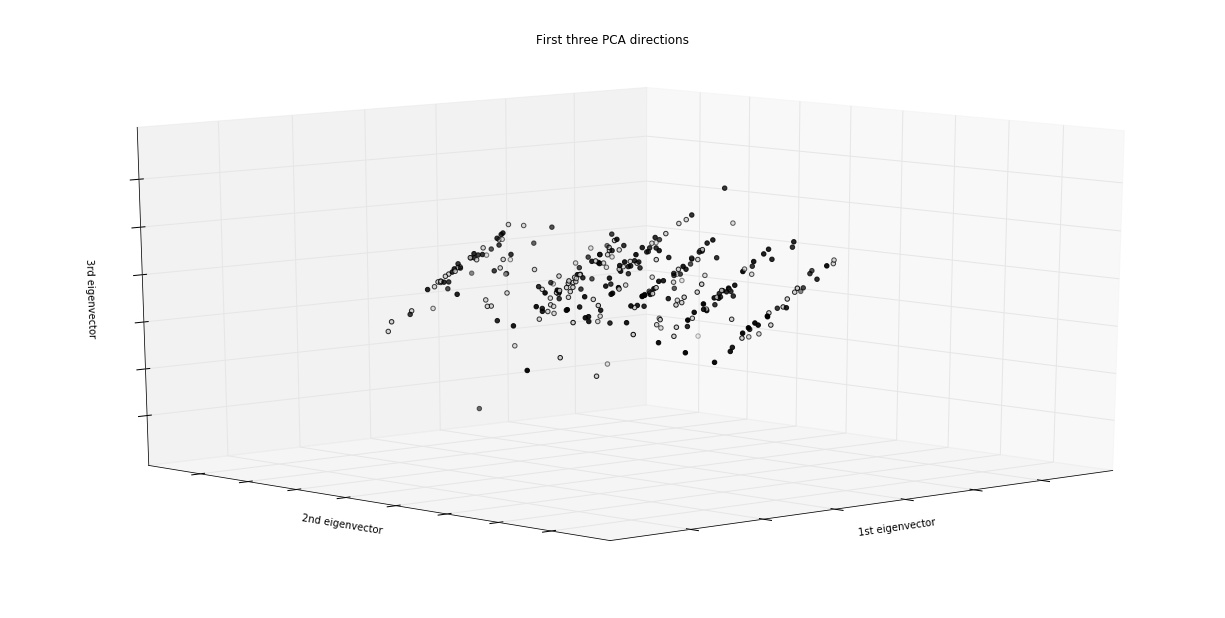 First three PCA directions
3rd eigenvector
2nd eigenvector
1st eigenvector